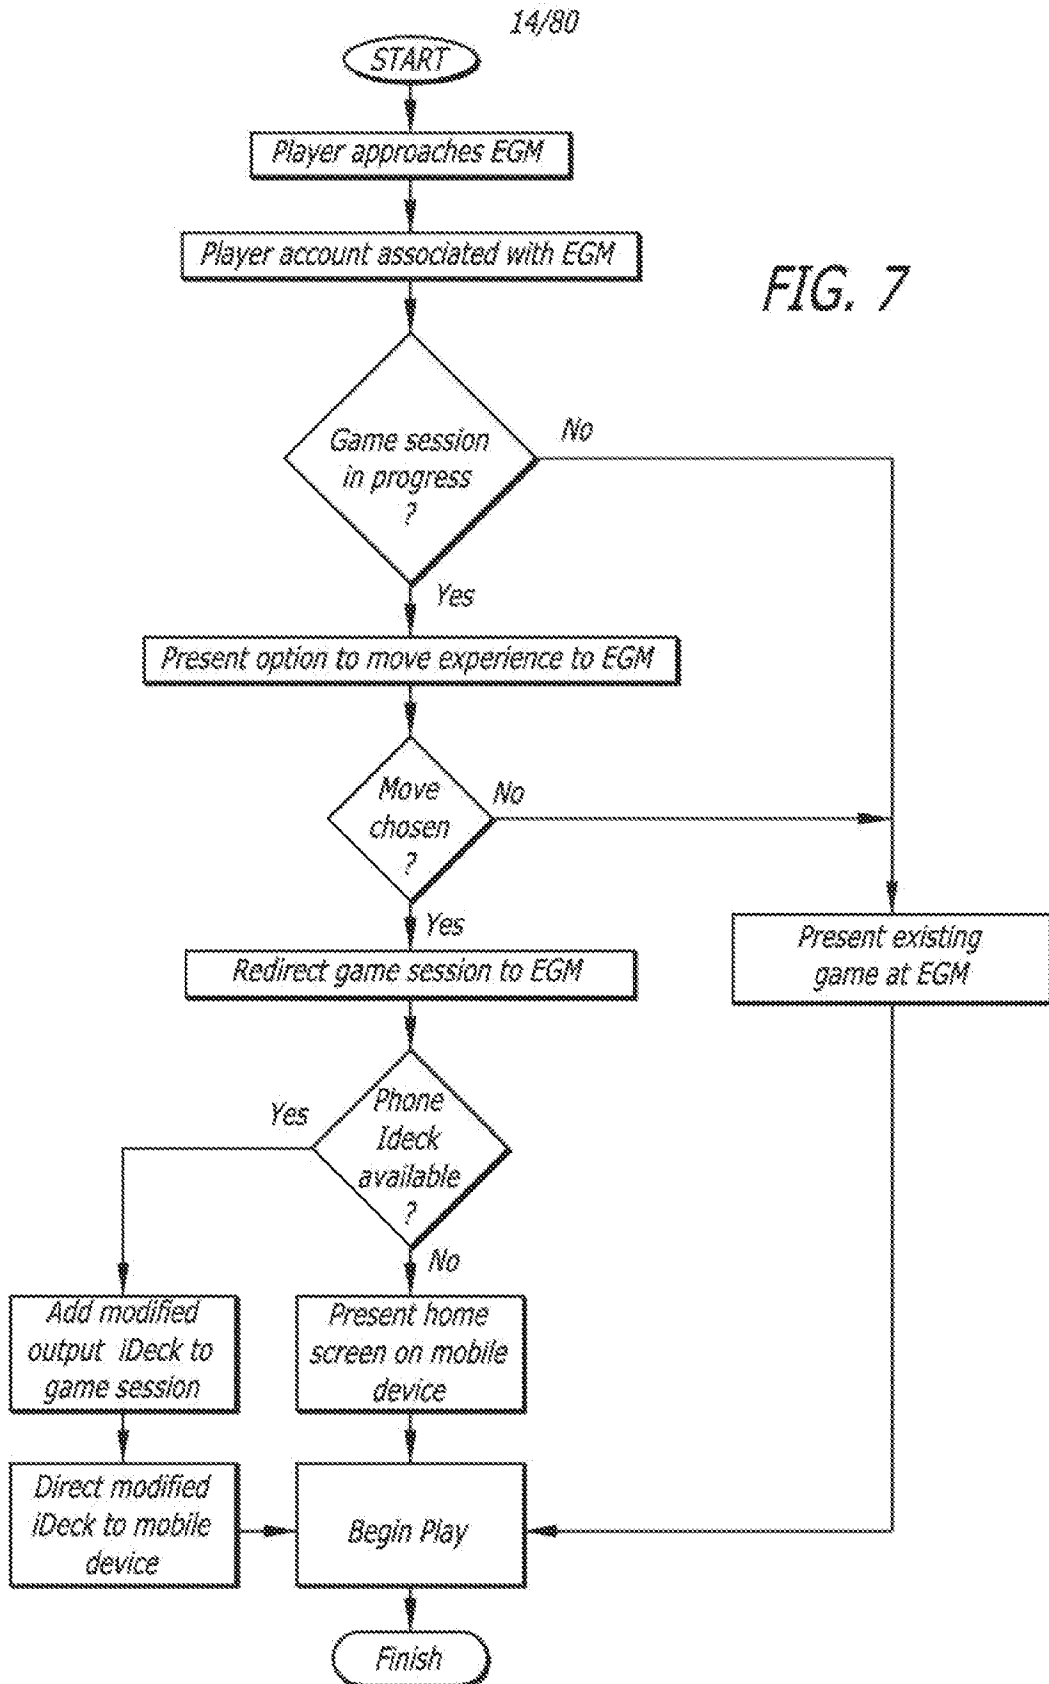 14/80
START
Player approaches EGM
Player account associated with EGM
FIG. 7
Game session
in progress
?
No
Yes
Present option to move experience to EGM
Move
chosen
?
No
Yes
Redirect game session to EGM
Present existing
game at EGM
Phone
Ideck
available
?
Yes
No
Add modified
output iDeck to
game session
Present home
screen on mobile
device
Direct modified
iDeck to mobile
device
Begin Play
Finish